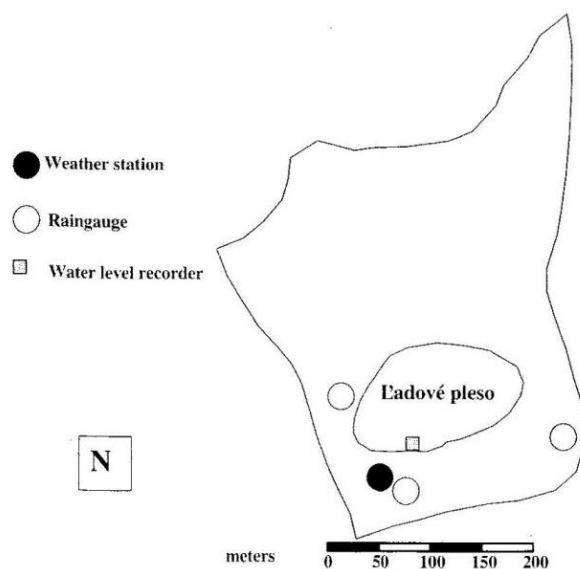 Weather station
Raingauge
Water level recorder
Ľadové pleso
N
meters
0 50 100 150 200